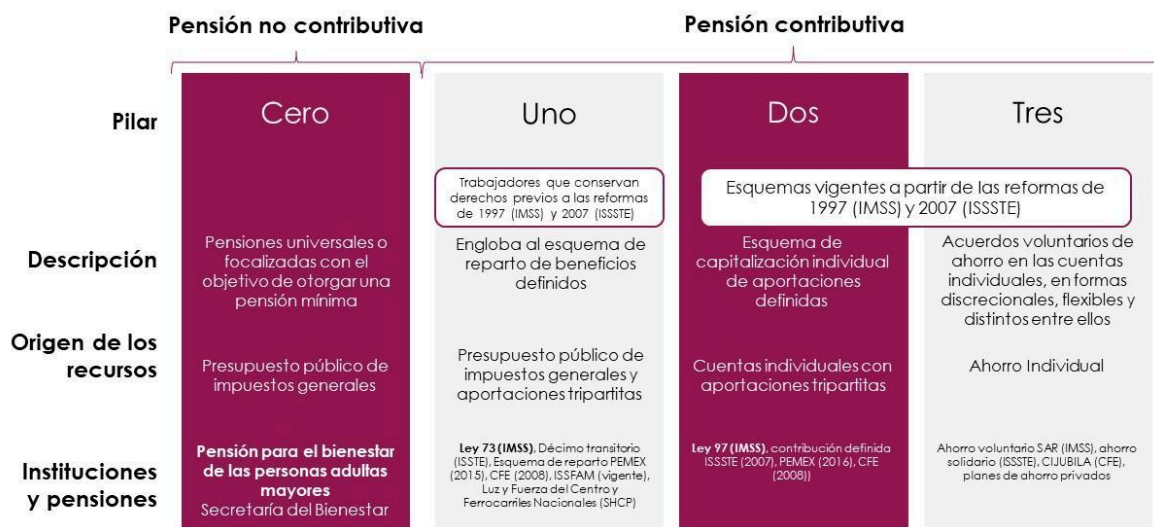 Pensión no contributiva
Pensión contributiva
Pilar
Cero
Uno
Dos
Tres
Trabajadores que conservan
derechos previos a las reformas
de 1997 (IMSS) y 2007 (ISSSTE)
Esquemas vigentes a partir de las reformas de
1997 (IMSS) y 2007 (ISSSTE)
Descripción
Pensiones universales o
focalizadas con el
objetivo de otorgar una
pensión mínima
Engloba al esquema de
reparto de beneficios
definidos
Esquema de
capitalización individual
de aportaciones
definidas
Acuerdos voluntarios de
ahorro en las cuentas
individuales, en formas
discrecionales, flexibles y
distintos entre ellos
Origen de los
recursos
Presupuesto público de
impuestos generales
Presupuesto público de
impuestos generales y
aportaciones tripartitas
Cuentas individuales con
aportaciones tripartitas
Ahorro Individual
Instituciones
y pensiones
Pensión para el bienestar
de las personas adultas
mayores
Secretaría del Bienestar
Ley 73 (IMSS), Décimo transitorio
(ISSTE), Esquema de reparto PEMEX
(2015), CFE (2008), ISSFAM (vigente),
Luz y Fuerza del Centro y
Ferrocarriles Nacionales (SHCP)
Ley 97 (IMSS), contribución definida
ISSSTE (2007), PEMEX (2016), CFE
(2008))
Ahorro voluntario SAR (IMSS), ahorro
solidario (ISSSTE), CIJUBILA (CFE),
planes de ahorro privados